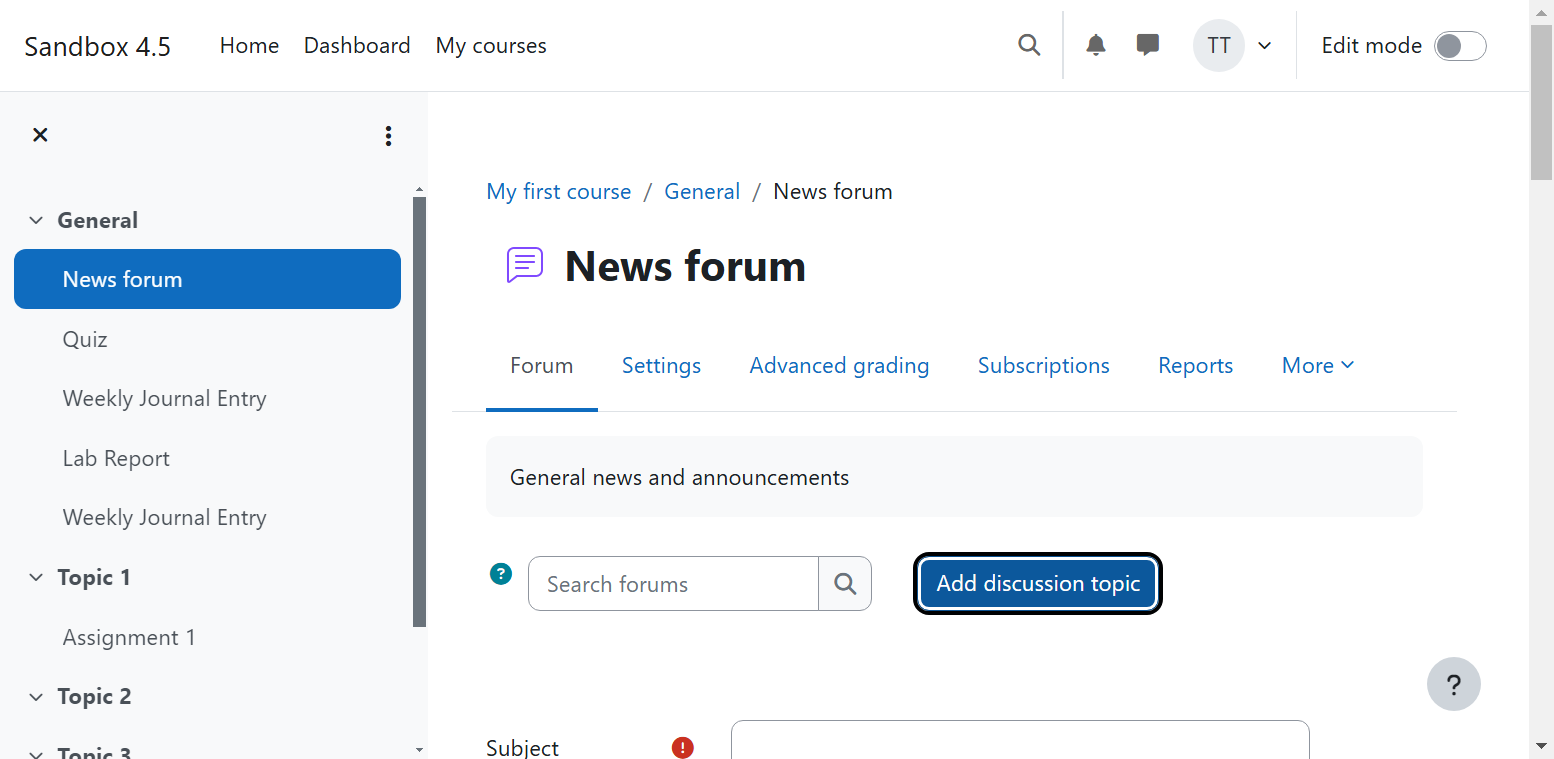 Sandbox 4.5 Home Dashboard My courses TT Edit mode
General
News forum
Quiz
Weekly Journal Entry
Lab Report
Weekly Journal Entry
Topic 1
Assignment 1
Topic 2
Topic 3
My first course / General / News forum
News forum
Forum Settings Advanced grading Subscriptions Reports More
General news and announcements
? Search forums Add discussion topic
?
Subject !